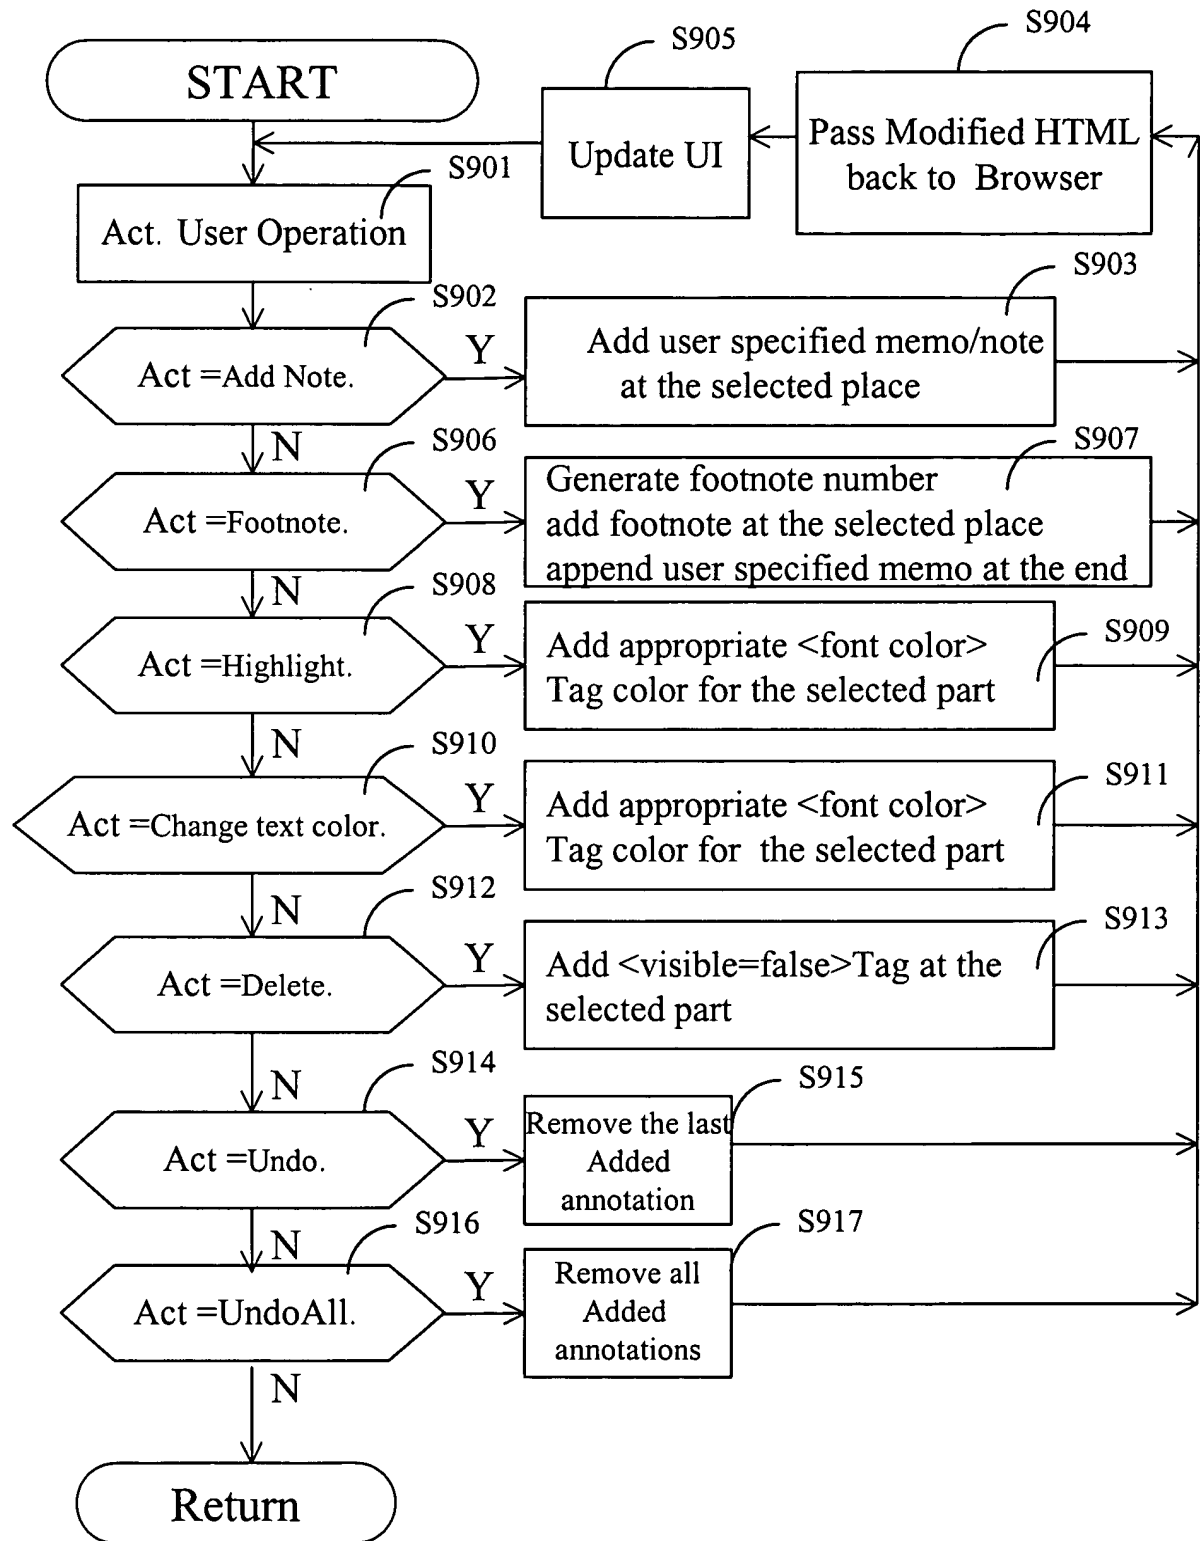 S905
S904
START
Pass Modified HTML
back to Browser
Update UI
S901
Act. User Operation
S903
S902
Add user specified memo/note
at the selected place
Y
Act =Add Note.
N
S906
S907
Generate footnote number
add footnote at the selected place
append user specified memo at the end
Y
Act =Footnote.
N
S908
S909
Add appropriate <font color>
Tag color for the selected part
Y
Act =Highlight.
N
S910
S911
Add appropriate <font color>
Tag color for the selected part
Y
Act =Change text color.
N
S912
S913
Add <visible=false>Tag at the
selected part
Y
Act =Delete.
N
S914
S915
Remove the last
Added
annotation
Y
Act =Undo.
N
S916
S917
Remove all
Added
annotations
Y
Act =UndoAll.
N
Return